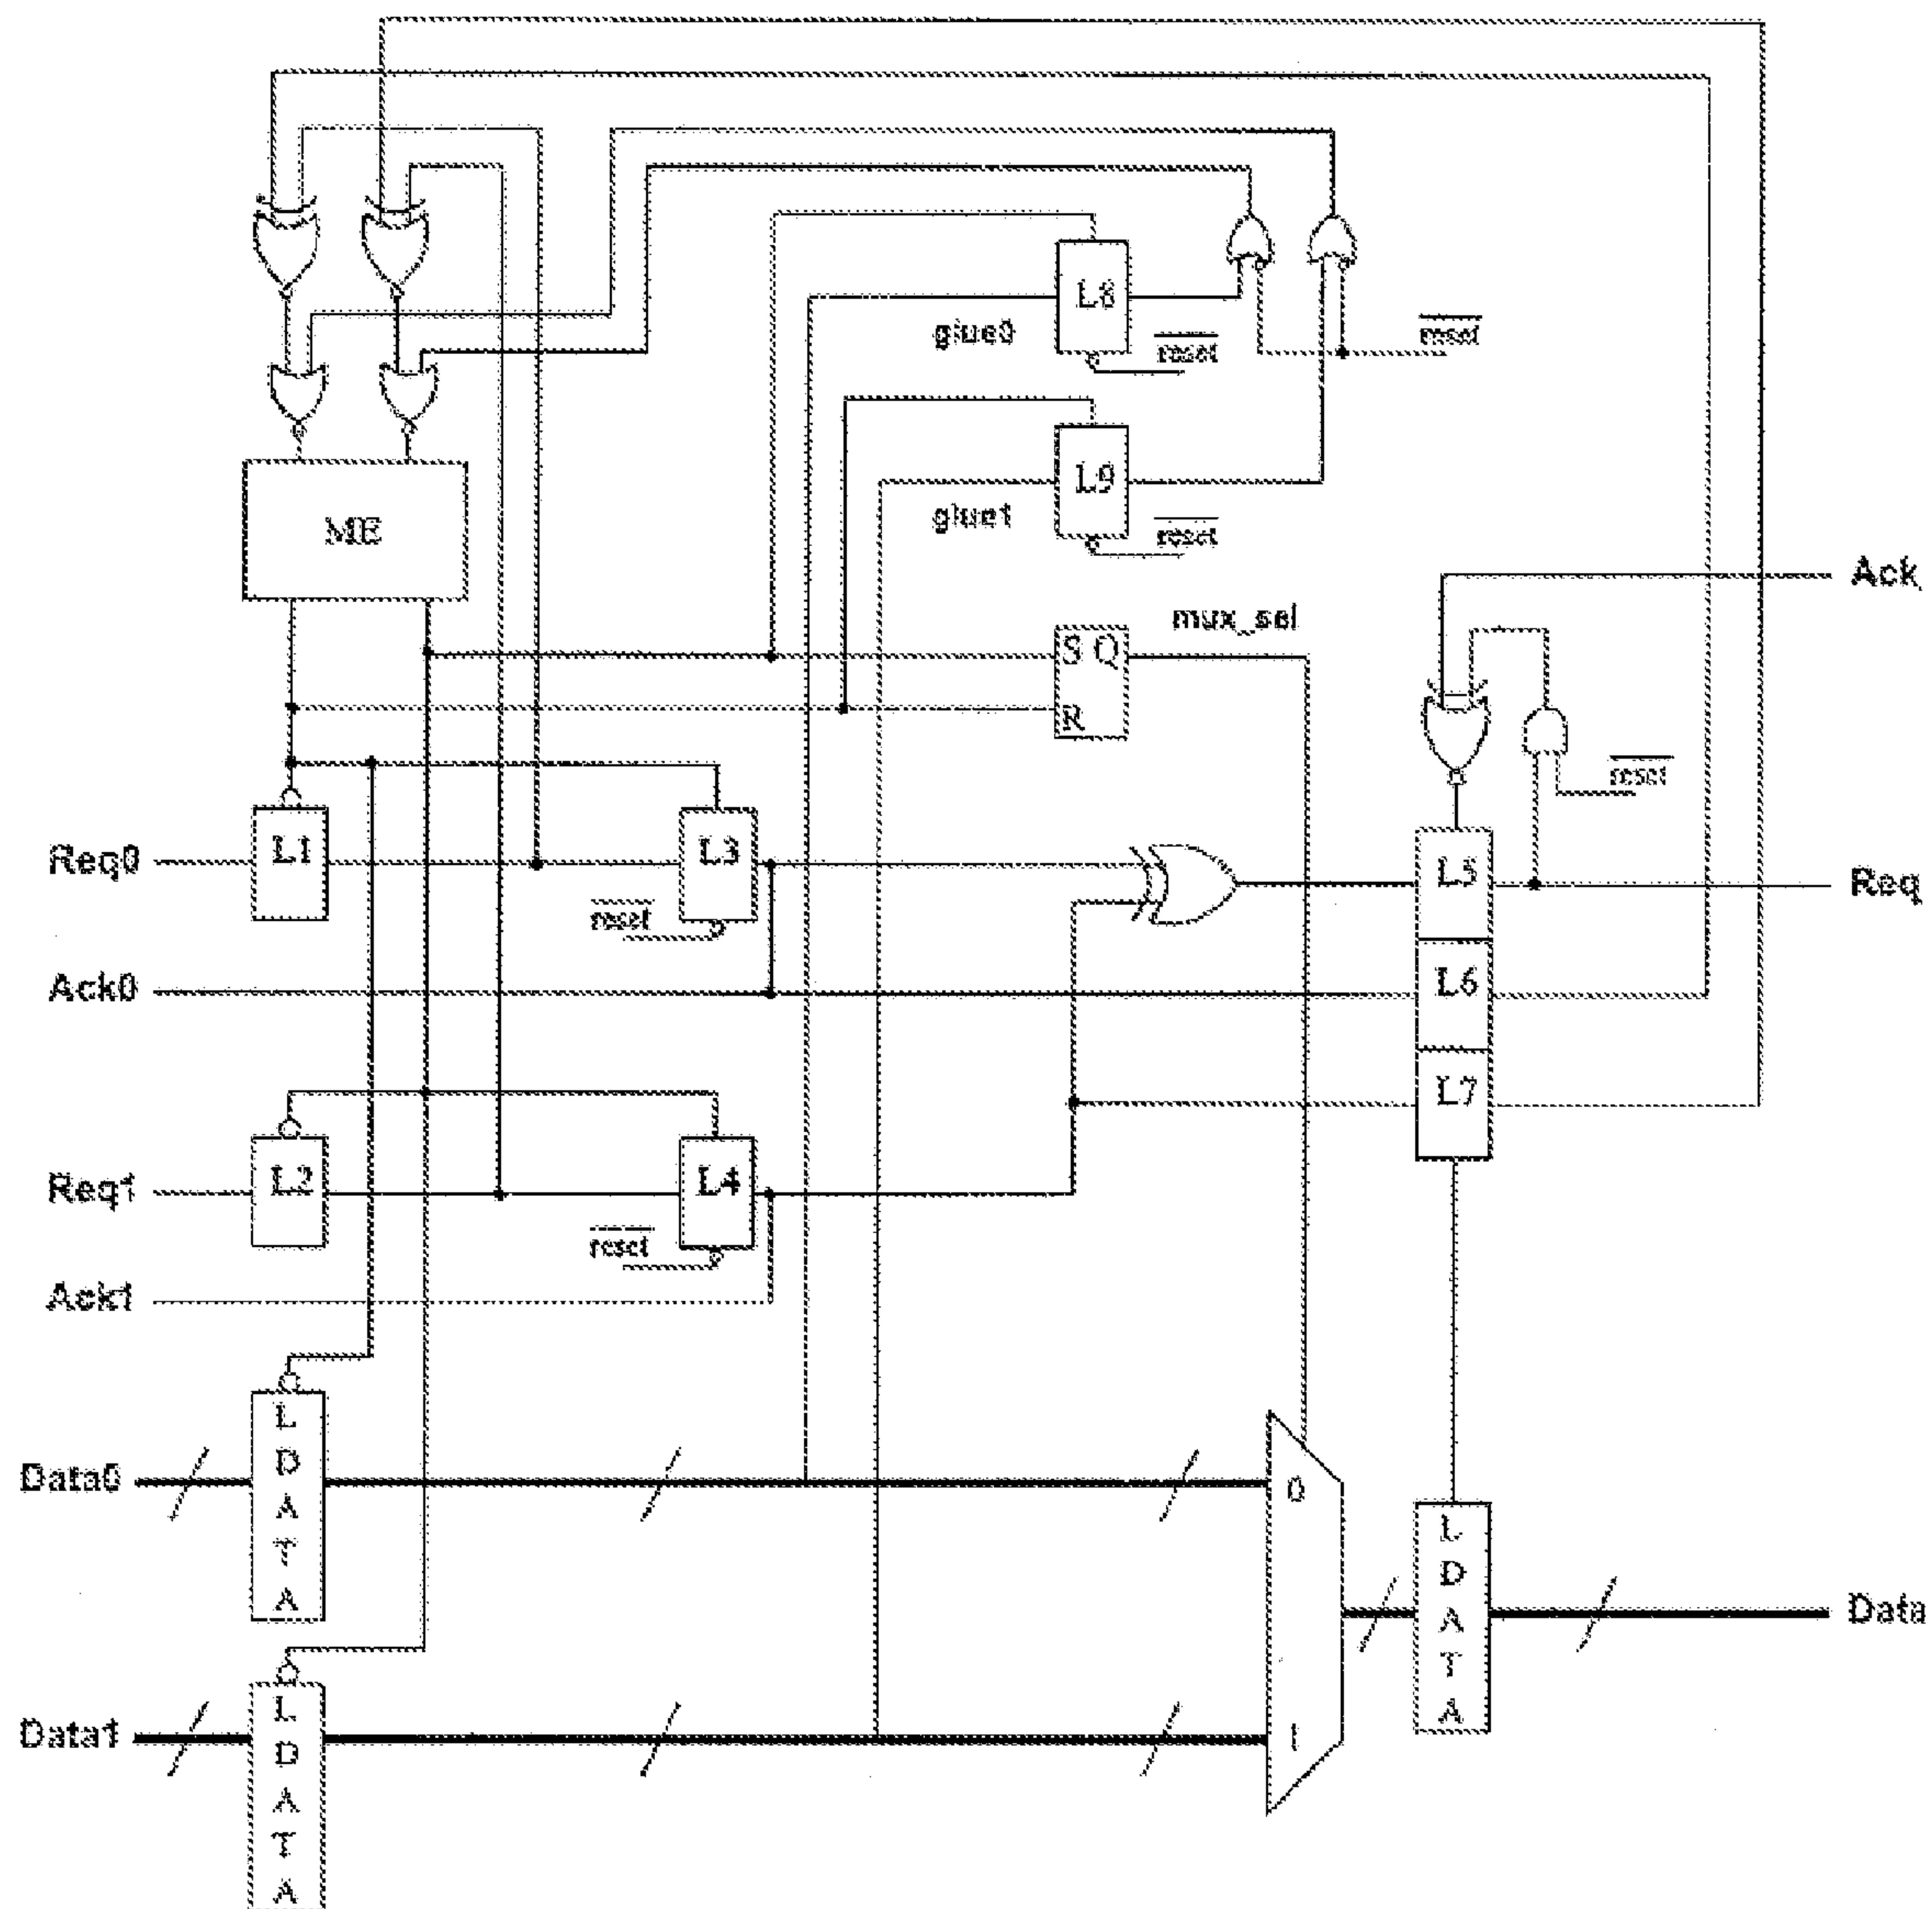 L8
glue0
reset
reset
L9
glue1
reset
ME
Ack
mux_sel
S Q
R
reset
L1
L3
L5
Req0
Req
reset
L6
Ack0
L7
L2
L4
Req1
reset
Ack1
L
D
A
T
A
Data0
0
L
D
A
T
A
Data
L
D
A
T
A
Data1
1